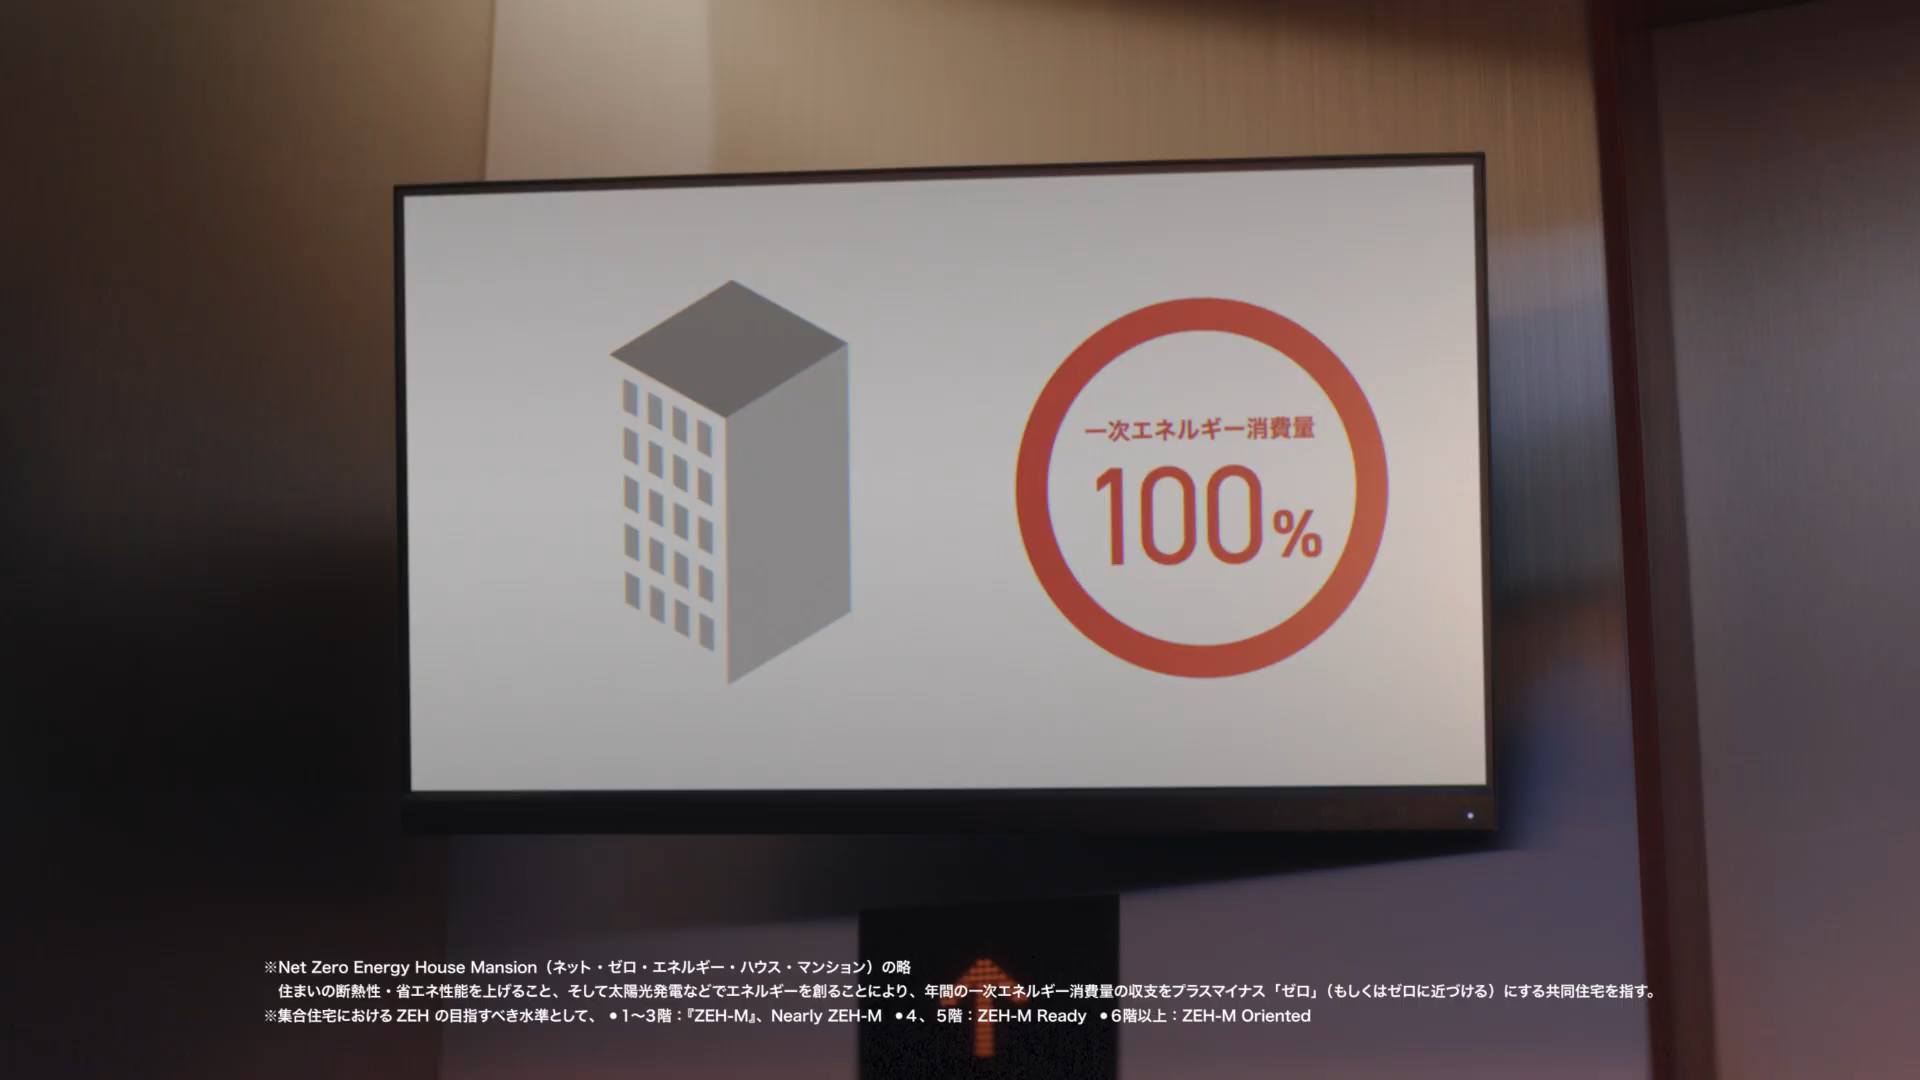 一次エネルギー消費量
100%
※Net Zero Energy House Mansion（ネット・ゼロ・エネルギー・ハウス・マンション）の略
住まいの断熱性・省エネ性能を上げること、そして太陽光発電などでエネルギーを創ることにより、年間の一次エネルギー消費量の収支をプラスマイナス「ゼロ」（もしくはゼロに近づける）にする共同住宅を指す。
※集合住宅における ZEH の目指すべき水準として、 ●1〜3階：『ZEH-M』、Nearly ZEH-M ●4、5階：ZEH-M Ready ●6階以上：ZEH-M Oriented